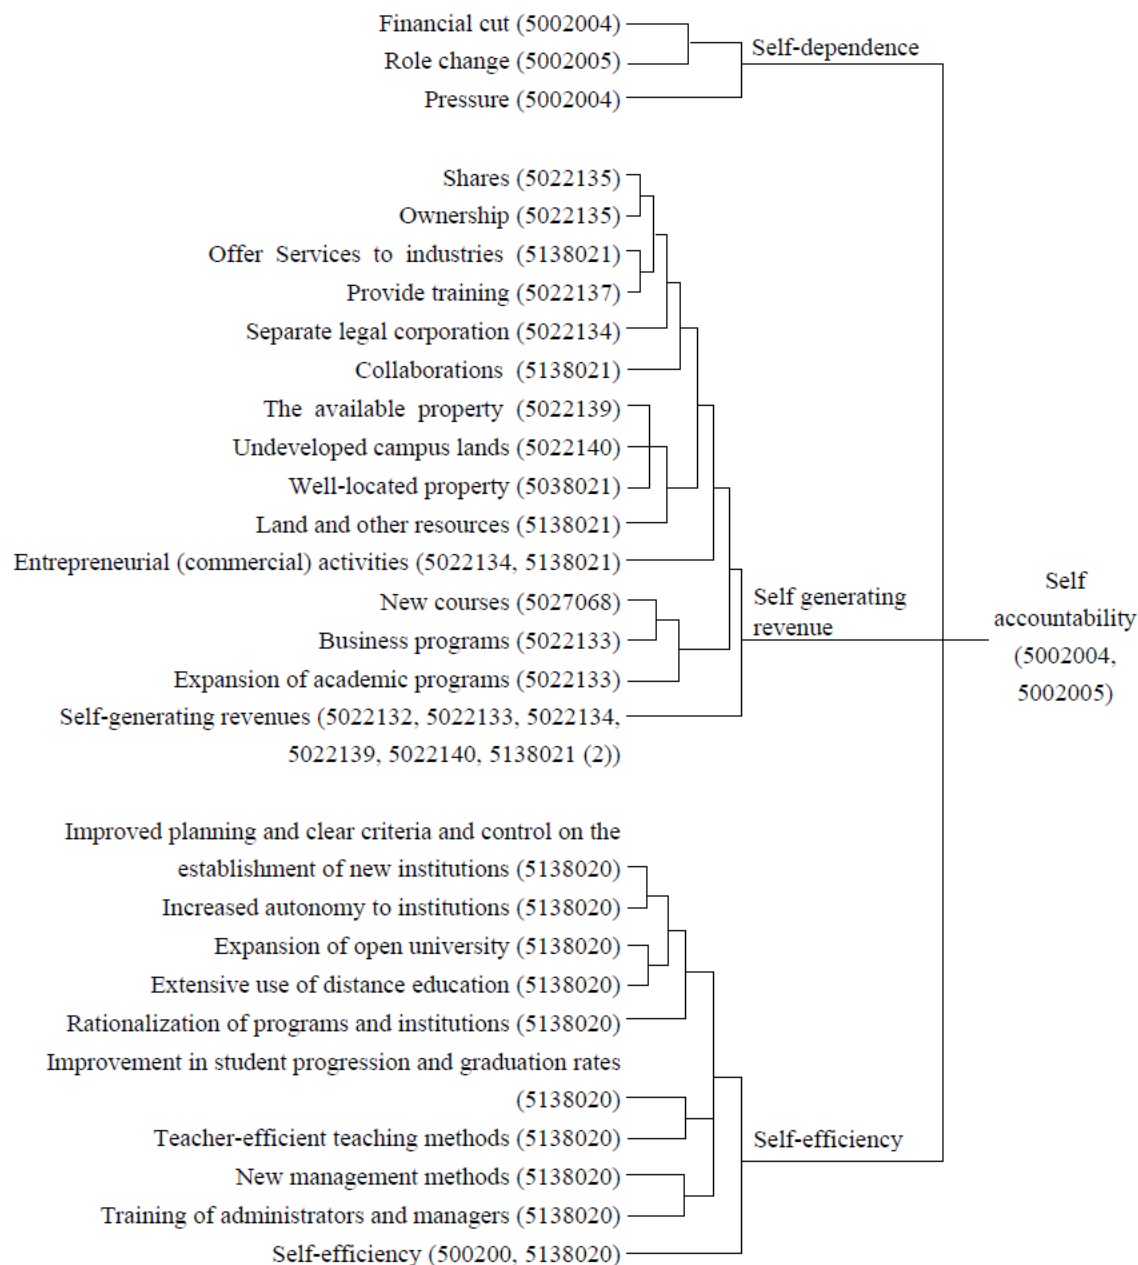 Financial cut (5002004)
Role change (5002005)
Pressure (5002004)
Self-dependence
Shares (5022135)
Ownership (5022135)
Offer Services to industries (5138021)
Provide training (5022137)
Separate legal corporation (5022134)
Collaborations (5138021)
The available property (5022139)
Undeveloped campus lands (5022140)
Well-located property (5038021)
Land and other resources (5138021)
Entrepreneurial (commercial) activities (5022134, 5138021)
New courses (5027068)
Business programs (5022133)
Expansion of academic programs (5022133)
Self-generating revenues (5022132, 5022133, 5022134,
5022139, 5022140, 5138021 (2))
Self generating
revenue
Improved planning and clear criteria and control on the
establishment of new institutions (5138020)
Increased autonomy to institutions (5138020)
Expansion of open university (5138020)
Extensive use of distance education (5138020)
Rationalization of programs and institutions (5138020)
Improvement in student progression and graduation rates
(5138020)
Teacher-efficient teaching methods (5138020)
New management methods (5138020)
Training of administrators and managers (5138020)
Self-efficiency (500200, 5138020)
Self-efficiency
Self
accountability
(5002004,
5002005)